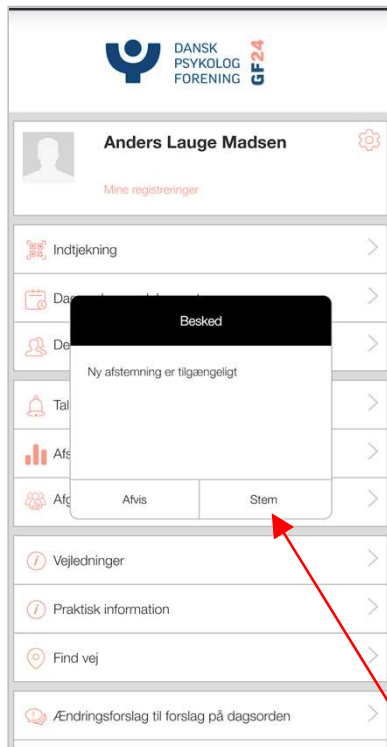 DANSK
PSYKOLOG
FORENING
GF24
Anders Lauge Madsen
Mine registreringer
Indtjekning
Besked
Ny afstemning er tilgængeligt
Afvis
Stem
Vejledninger
Praktisk information
Find vej
Ændringsforslag til forslag på dagsorden